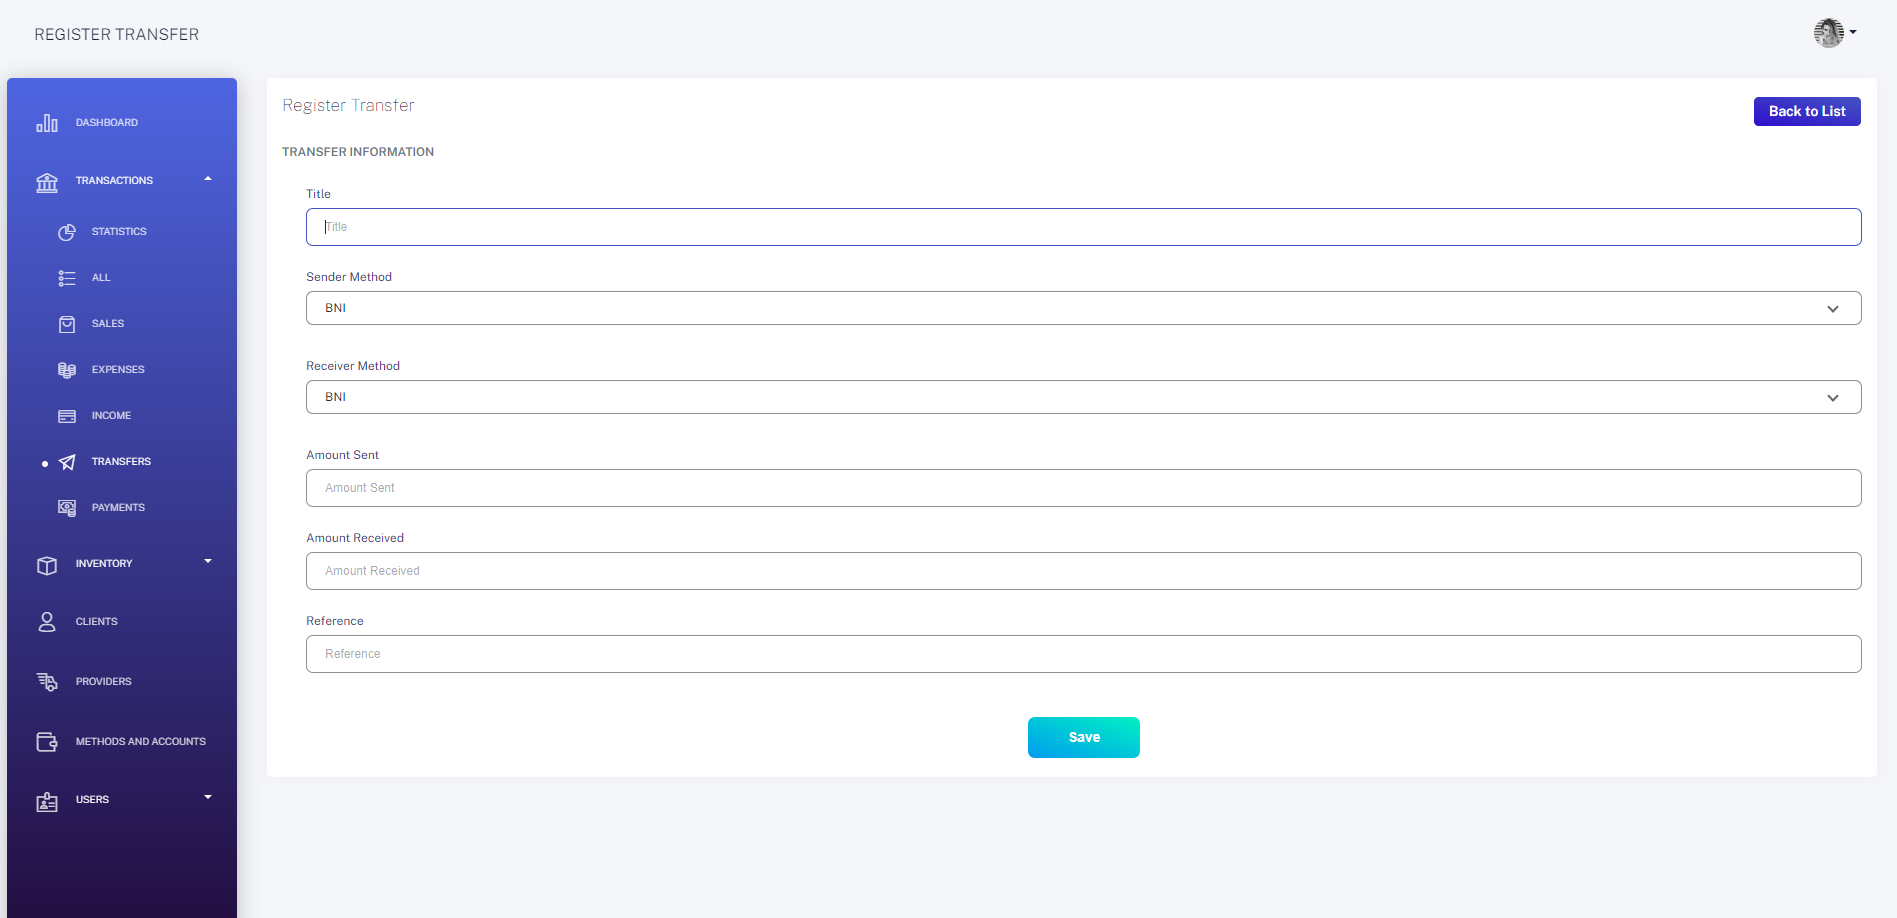 REGISTER TRANSFER
DASHBOARD
TRANSACTIONS
STATISTICS
ALL
SALES
EXPENSES
INCOME
TRANSFERS
PAYMENTS
INVENTORY
CLIENTS
PROVIDERS
METHODS AND ACCOUNTS
USERS
Register Transfer
Back to List
TRANSFER INFORMATION
Title
Title
Sender Method
BNI
Receiver Method
BNI
Amount Sent
Amount Sent
Amount Received
Amount Received
Reference
Reference
Save